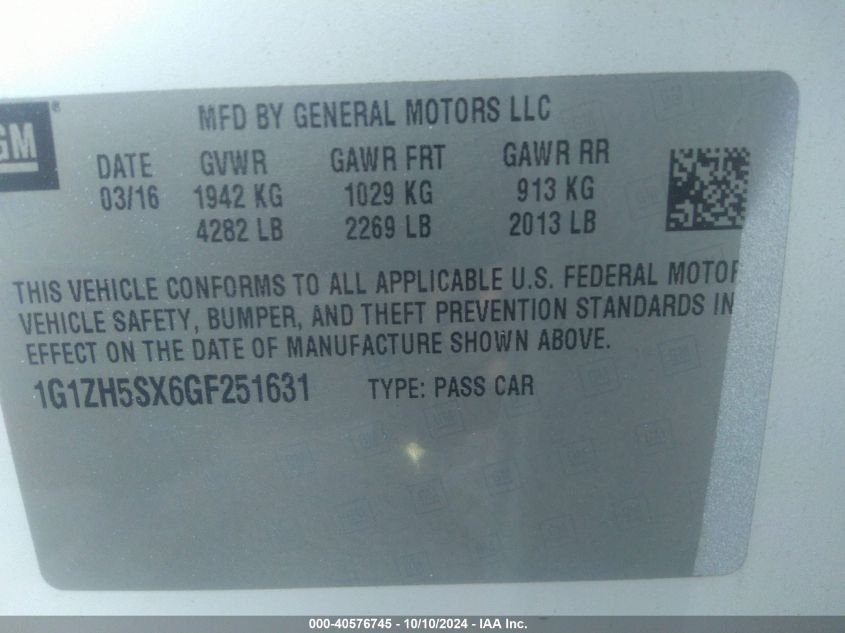 GM®
MFD BY GENERAL MOTORS LLC
DATE GVWR GAWR FRT GAWR RR
03/16 1942 KG 1029 KG 913 KG
4282 LB 2269 LB 2013 LB
THIS VEHICLE CONFORMS TO ALL APPLICABLE U.S. FEDERAL MOTOR
VEHICLE SAFETY, BUMPER, AND THEFT PREVENTION STANDARDS IN
EFFECT ON THE DATE OF MANUFACTURE SHOWN ABOVE.
1G1ZH5SX6GF251631 TYPE: PASS CAR
000-40576745 - 10/10/2024 - IAA Inc.